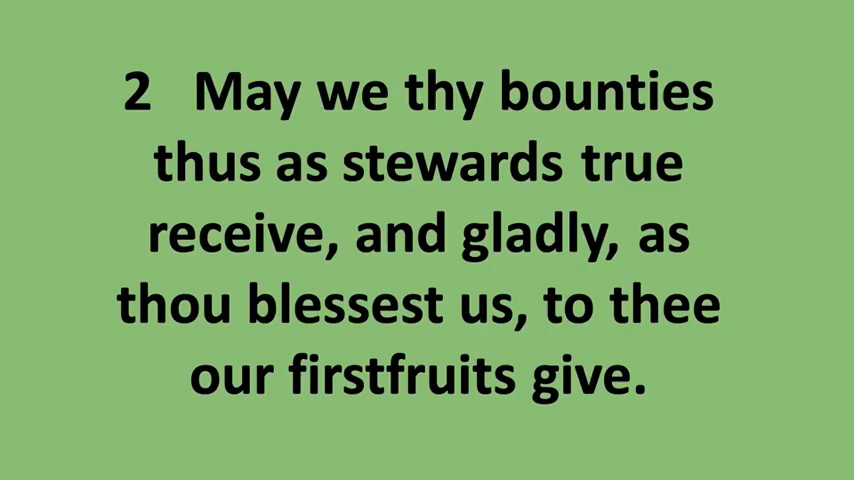 2 May we thy bounties
thus as stewards true
receive, and gladly, as
thou blessest us, to thee
our firstfruits give.